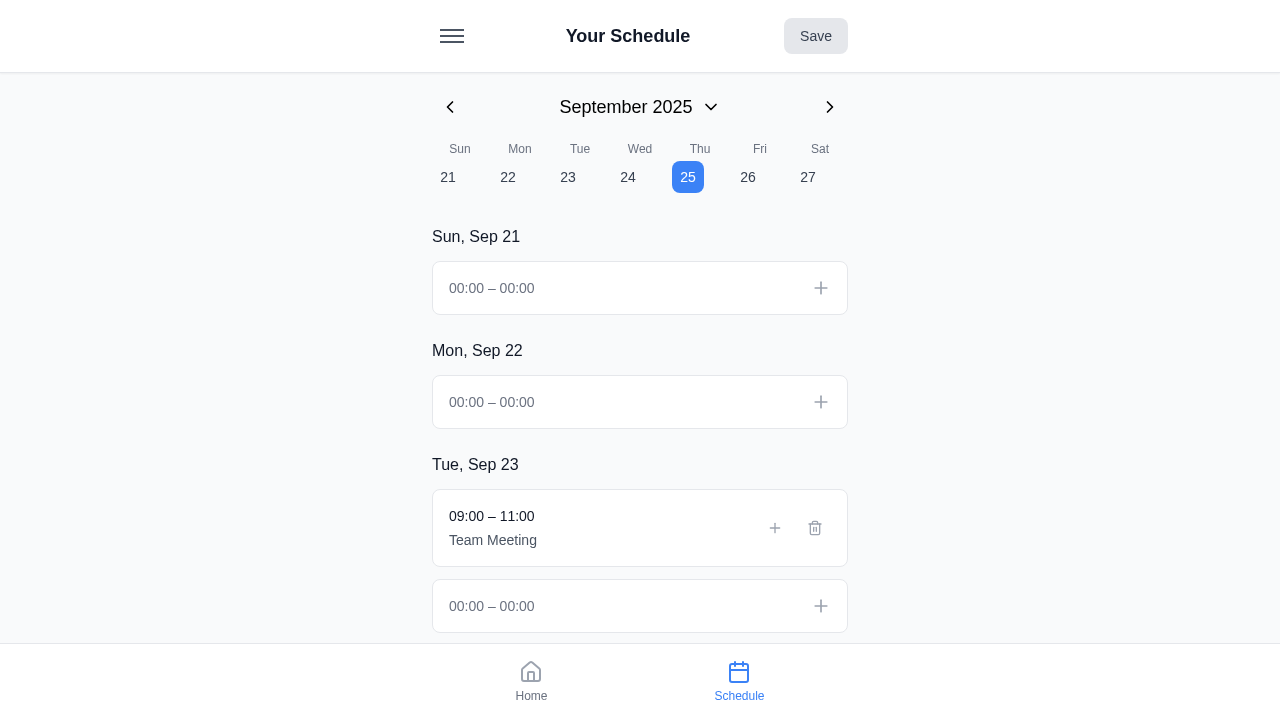 Your Schedule
Save
September 2025
Sun Mon Tue Wed Thu Fri Sat
21 22 23 24 25 26 27
Sun, Sep 21
00:00 – 00:00
Mon, Sep 22
00:00 – 00:00
Tue, Sep 23
09:00 – 11:00
Team Meeting
00:00 – 00:00
Home
Schedule